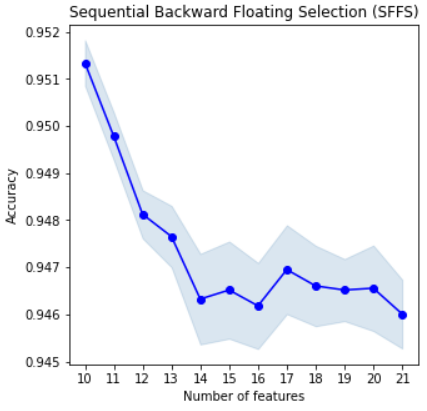 Sequential Backward Floating Selection (SFFS)
0.952
0.951
0.950
0.949
0.948
0.947
0.946
0.945
Accuracy
10 11 12 13 14 15 16 17 18 19 20 21
Number of features